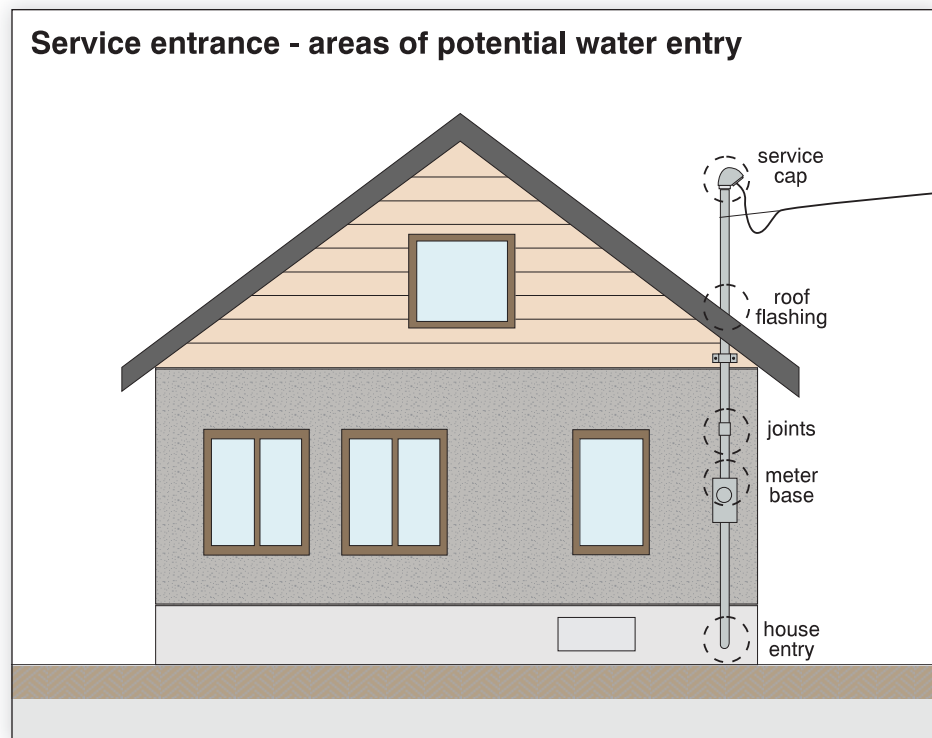 Service entrance - areas of potential water entry
service
cap
roof
flashing
joints
meter
base
house
entry